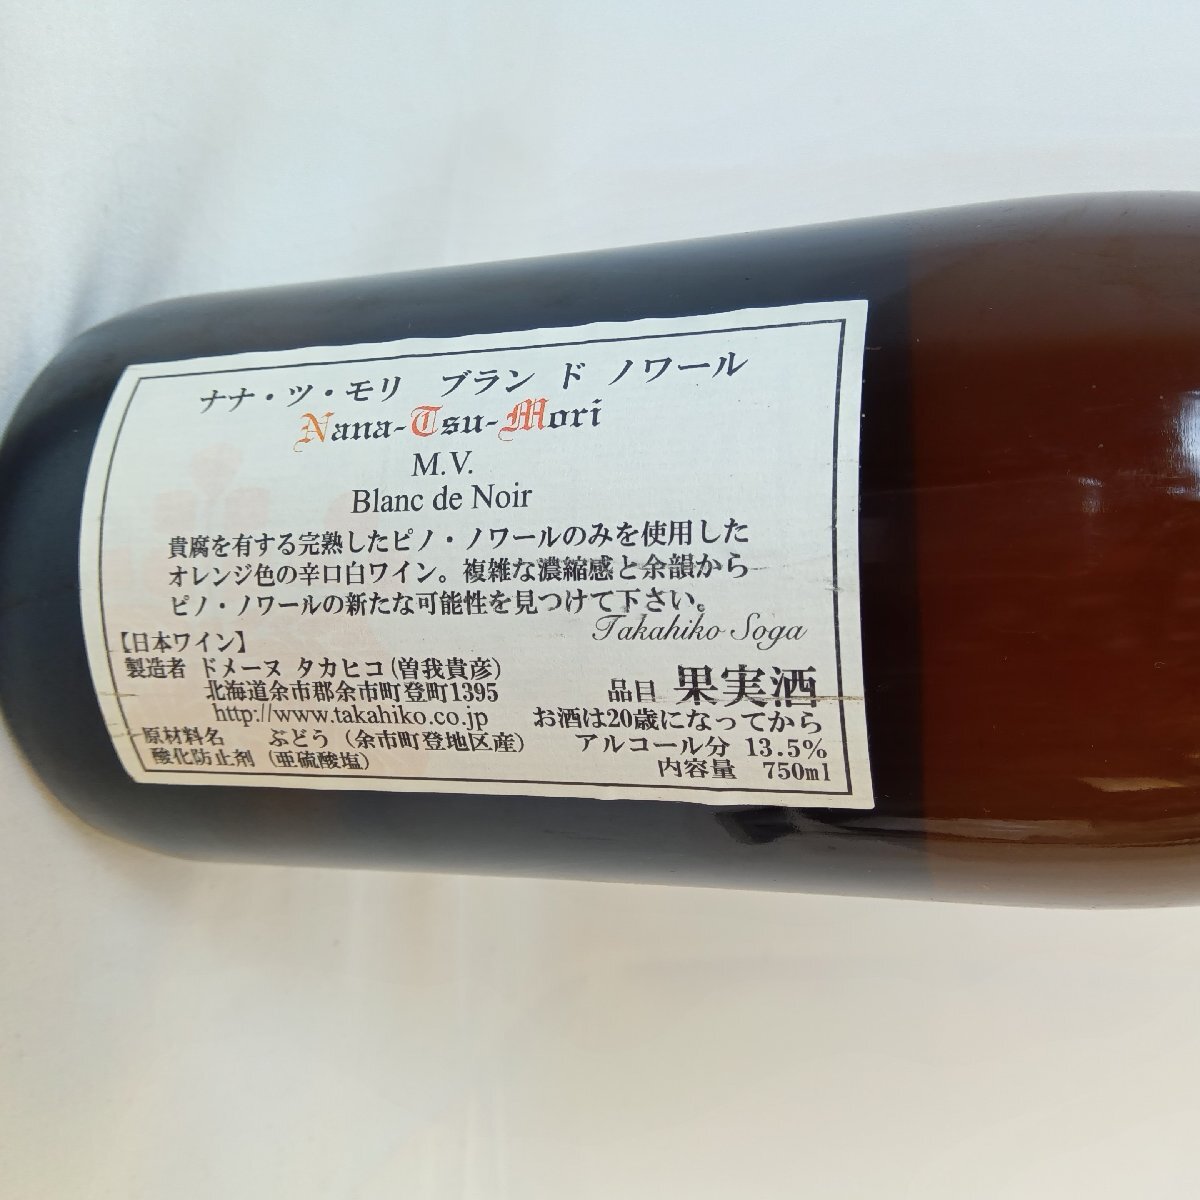 ナナ・ツ・モリ ブラン ド ノワール
Nana-Tsu-Mori
M.V.
Blanc de Noir
貴腐を有する完熟したピノ・ノワールのみを使用した
オレンジ色の辛口白ワイン。複雑な濃縮感と余韻から
ピノ・ノワールの新たな可能性を見つけて下さい。
Takahiko Soga
【日本ワイン】
製造者 ドメーヌ タカヒコ(曽我貴彦)
北海道余市郡余市町登町1395
http://www.takahiko.co.jp
原材料名 ぶどう(余市町登地区産)
酸化防止剤(亜硫酸塩)
品目 果実酒
お酒は20歳になってから
アルコール分 13.5%
内容量 750ml